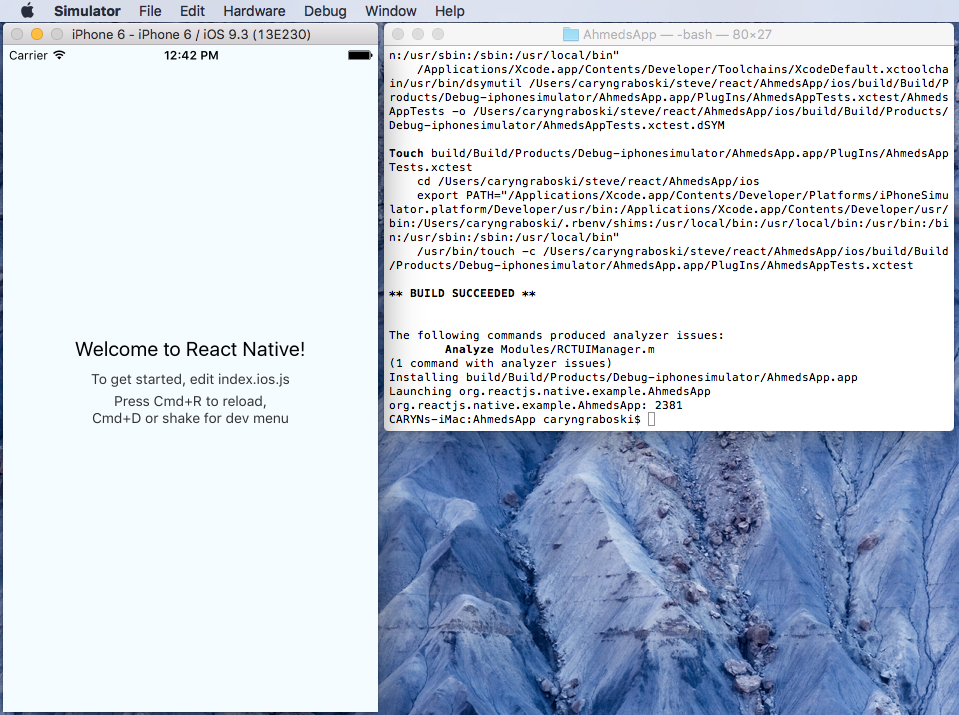 Simulator File Edit Hardware Debug Window Help
iPhone 6 - iPhone 6 / iOS 9.3 (13E230)
Carrier 12:42 PM
Welcome to React Native!
To get started, edit index.ios.js
Press Cmd+R to reload,
Cmd+D or shake for dev menu
AhmedsApp — -bash — 80×27
n:/usr/sbin:/sbin:/usr/local/bin"
/Applications/Xcode.app/Contents/Developer/Toolchains/XcodeDefault.xctoolcha
in/usr/bin/dsymutil /Users/caryngraboski/steve/react/AhmedsApp/ios/build/Build/P
roducts/Debug-iphonesimulator/AhmedsApp.app/PlugIns/AhmedsAppTests.xctest/Ahmeds
AppTests -o /Users/caryngraboski/steve/react/AhmedsApp/ios/build/Build/Products/
Debug-iphonesimulator/AhmedsAppTests.xctest.dSYM
Touch build/Build/Products/Debug-iphonesimulator/AhmedsApp.app/PlugIns/AhmedsApp
Tests.xctest
cd /Users/caryngraboski/steve/react/AhmedsApp/ios
export PATH="/Applications/Xcode.app/Contents/Developer/Platforms/iPhoneSimu
lator.platform/Developer/usr/bin:/Applications/Xcode.app/Contents/Developer/usr/
bin:/Users/caryngraboski/.rbenv/shims:/usr/local/bin:/usr/local/bin:/usr/bin:/bi
n:/usr/sbin:/sbin:/usr/local/bin"
/usr/bin/touch -c /Users/caryngraboski/steve/react/AhmedsApp/ios/build/Build
/Products/Debug-iphonesimulator/AhmedsApp.app/PlugIns/AhmedsAppTests.xctest
** BUILD SUCCEEDED **
The following commands produced analyzer issues:
Analyze Modules/RCTUIManager.m
(1 command with analyzer issues)
Installing build/Build/Products/Debug-iphonesimulator/AhmedsApp.app
Launching org.reactjs.native.example.AhmedsApp
org.reactjs.native.example.AhmedsApp: 2381
CARYNs-iMac:AhmedsApp caryngraboski$